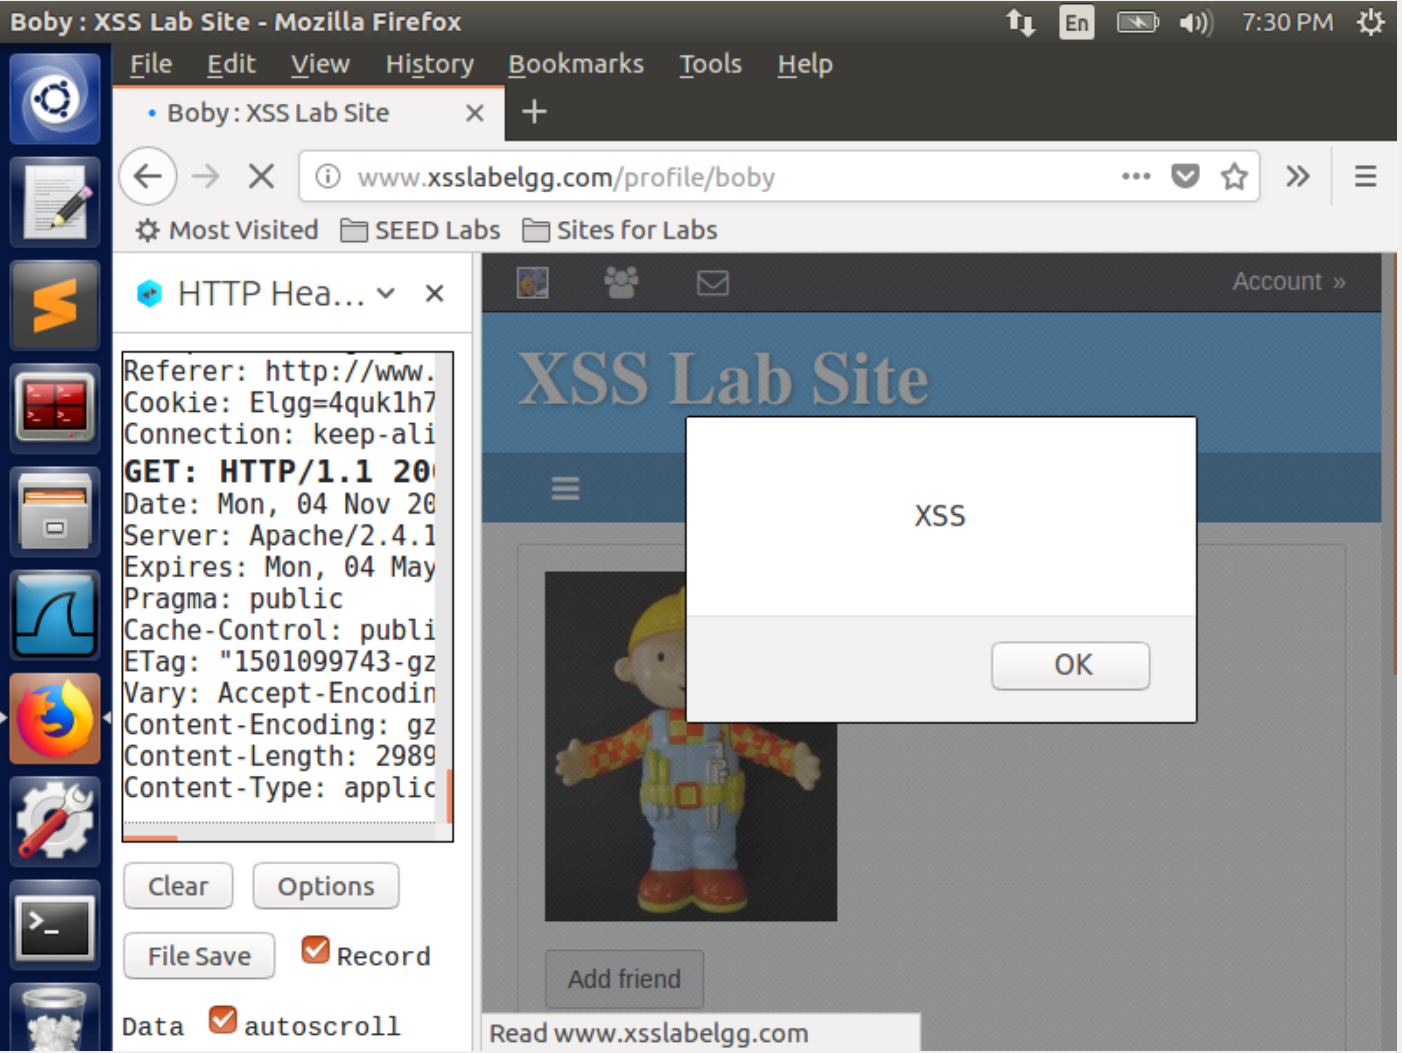 Boby : XSS Lab Site - Mozilla Firefox
En
7:30 PM
File Edit View History Bookmarks Tools Help
Boby : XSS Lab Site
www.xsslabelgg.com/profile/boby
Most Visited SEED Labs Sites for Labs
HTTP Hea...
Referer: http://www.
Cookie: Elgg=4quk1h7
Connection: keep-ali
GET: HTTP/1.1 20
Date: Mon, 04 Nov 20
Server: Apache/2.4.1
Expires: Mon, 04 May
Pragma: public
Cache-Control: publi
ETag: "1501099743-gz
Vary: Accept-Encodin
Content-Encoding: gz
Content-Length: 2989
Content-Type: applic
Clear Options
File Save Record
Data autoscroll
Account »
XSS Lab Site
XSS
OK
Add friend
Read www.xsslabelgg.com